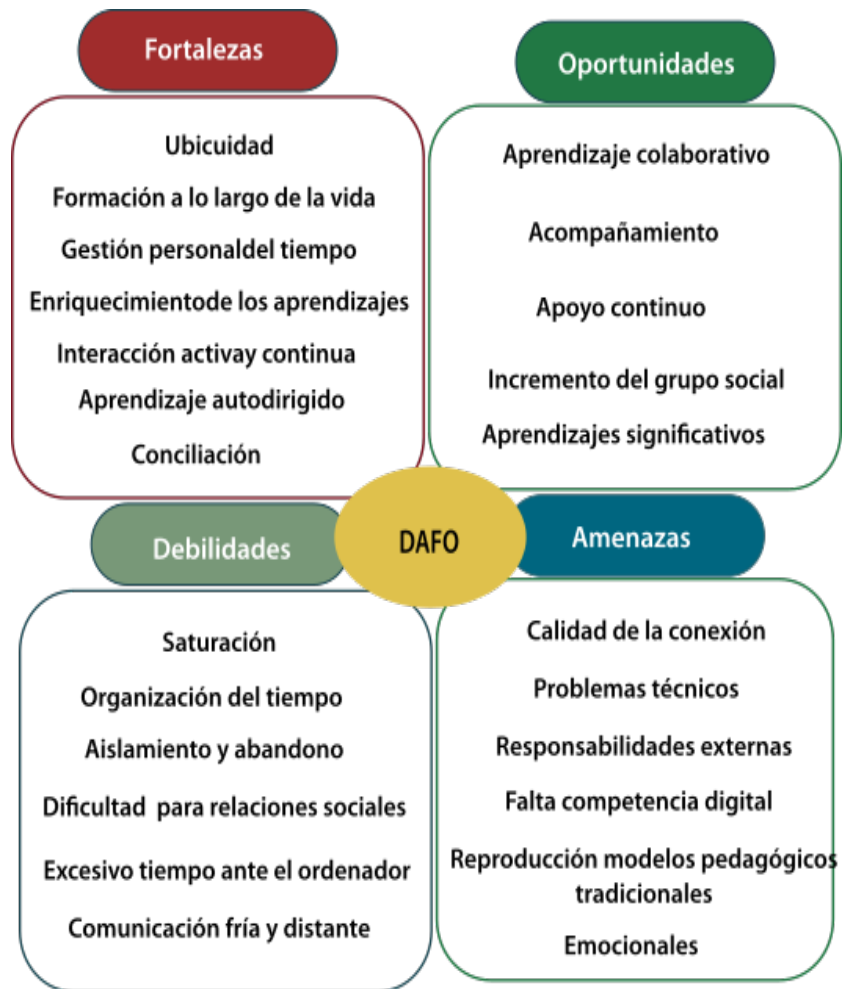 Fortalezas
Ubicuidad
Formación a lo largo de la vida
Gestión personaldel tiempo
Enriquecimientode los aprendizajes
Interacción activay continua
Aprendizaje autodirigido
Conciliación
Oportunidades
Aprendizaje colaborativo
Acompañamiento
Apoyo continuo
Incremento del grupo social
Aprendizajes significativos
DAFO
Debilidades
Saturación
Organización del tiempo
Aislamiento y abandono
Dificultad para relaciones sociales
Excesivo tiempo ante el ordenador
Comunicación fría y distante
Amenazas
Calidad de la conexión
Problemas técnicos
Responsabilidades externas
Falta competencia digital
Reproducción modelos pedagógicos
tradicionales
Emocionales